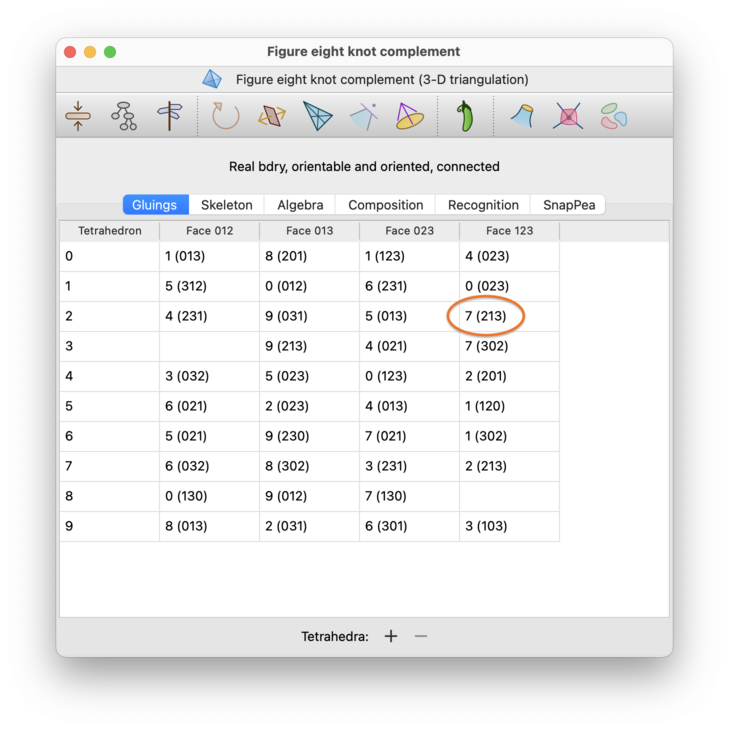 Figure eight knot complement
Figure eight knot complement (3-D triangulation)
Real bdry, orientable and oriented, connected
Gluings Skeleton Algebra Composition Recognition SnapPea
Tetrahedron Face 012 Face 013 Face 023 Face 123
0 1 (013) 8 (201) 1 (123) 4 (023)
1 5 (312) 0 (012) 6 (231) 0 (023)
2 4 (231) 9 (031) 5 (013) 7 (213)
3 9 (213) 4 (021) 7 (302)
4 3 (032) 5 (023) 0 (123) 2 (201)
5 6 (021) 2 (023) 4 (013) 1 (120)
6 5 (021) 9 (230) 7 (021) 1 (302)
7 6 (032) 8 (302) 3 (231) 2 (213)
8 0 (130) 9 (012) 7 (130)
9 8 (013) 2 (031) 6 (301) 3 (103)
Tetrahedra: + −